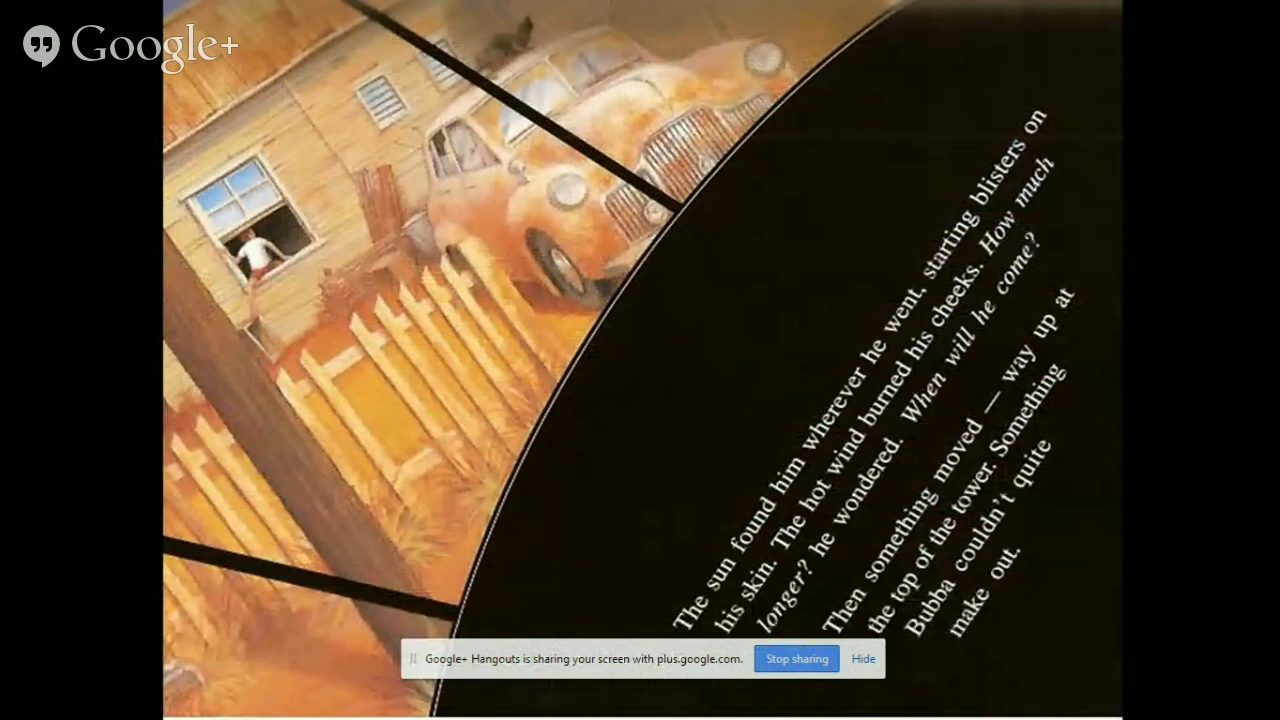 Google+
The sun found him wherever he went, starting blisters on
his skin. The hot wind burned his cheeks. How much
longer? he wondered. When will he come?
Then something moved — way up at
the top of the tower. Something
Bubba couldn't quite
make out.
Google+ Hangouts is sharing your screen with plus.google.com.
Stop sharing
Hide